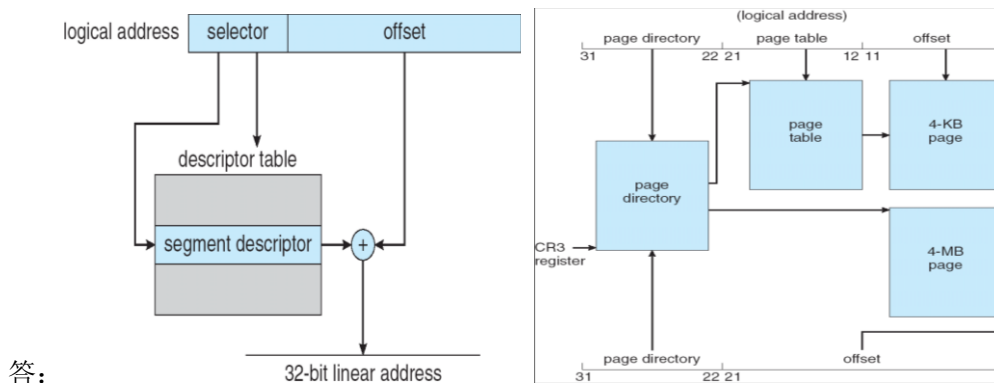 logical address
selector
offset
descriptor table
segment descriptor
+
32-bit linear address
(logical address)
page directory
page table
offset
31
22 21
12 11
page
table
4-KB
page
page
directory
CR3
register
4-MB
page
page directory
offset
31
22 21
答：